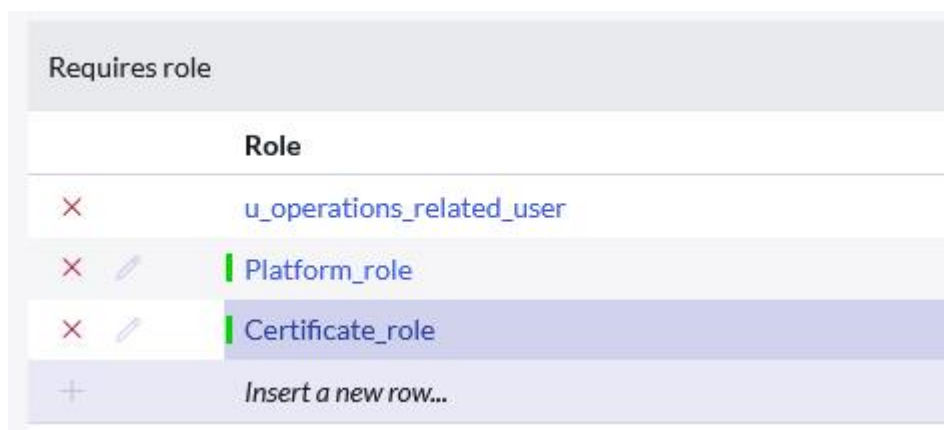 Requires role
Role
u_operations_related_user
Platform_role
Certificate_role
Insert a new row...